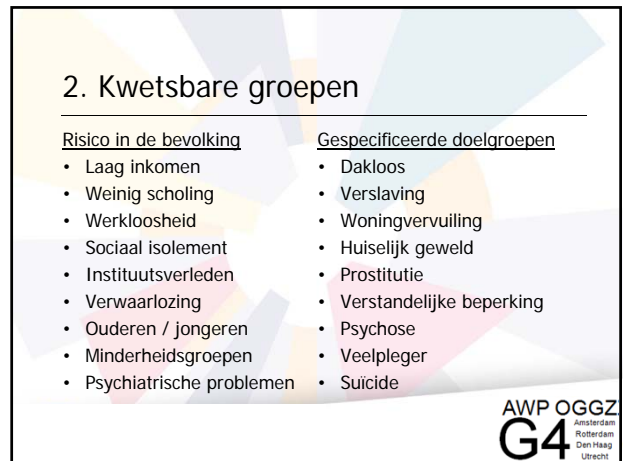 2. Kwetsbare groepen
Risico in de bevolking
• Laag inkomen
• Weinig scholing
• Werkloosheid
• Sociaal isolement
• Instituutsverleden
• Verwaarlozing
• Ouderen / jongeren
• Minderheidsgroepen
• Psychiatrische problemen
Gespecificeerde doelgroepen
• Dakloos
• Verslaving
• Woningvervuiling
• Huiselijk geweld
• Prostitutie
• Verstandelijke beperking
• Psychose
• Veelpleger
• Suïcide
AWP OGGZ
G4
Amsterdam
Rotterdam
Den Haag
Utrecht